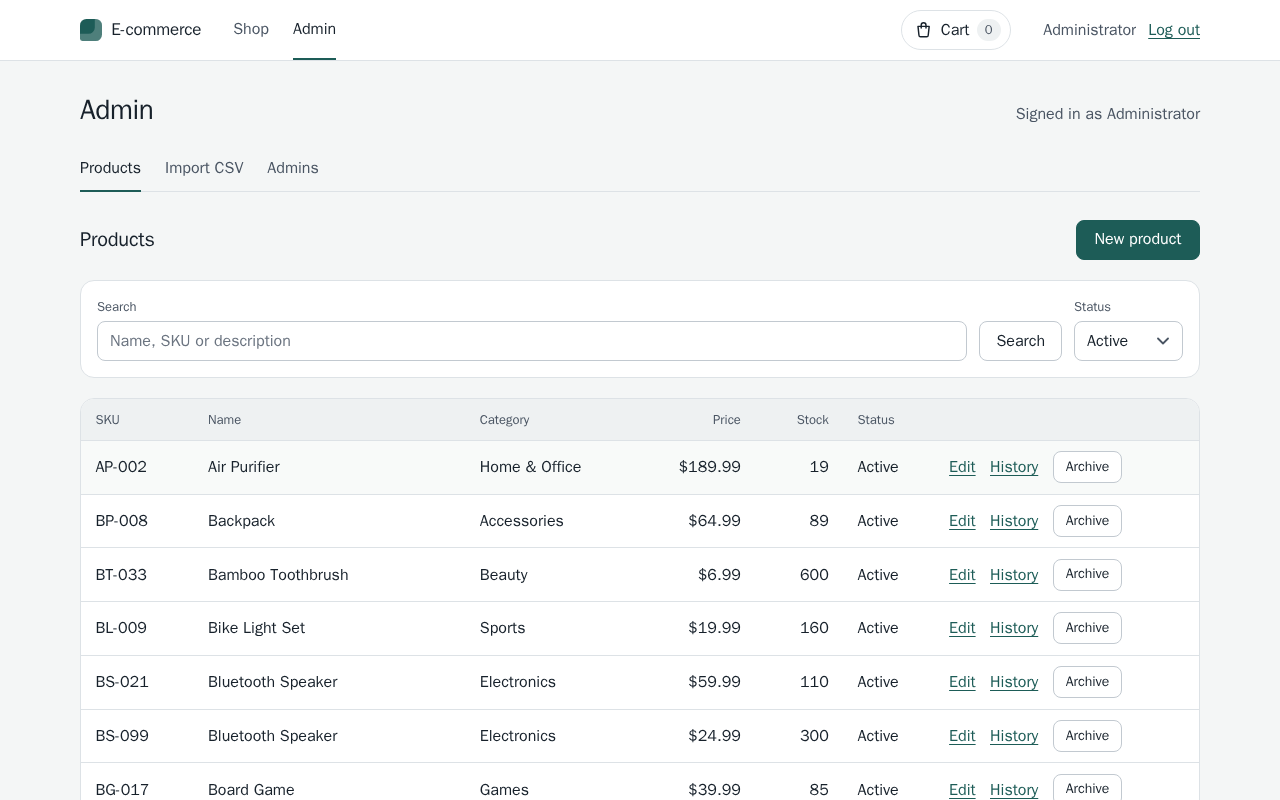 E-commerce Shop Admin Cart 0 Administrator Log out
Admin Signed in as Administrator
Products Import CSV Admins
Products New product
Search Status
Name, SKU or description Search Active
SKU Name Category Price Stock Status
AP-002 Air Purifier Home & Office $189.99 19 Active Edit History Archive
BP-008 Backpack Accessories $64.99 89 Active Edit History Archive
BT-033 Bamboo Toothbrush Beauty $6.99 600 Active Edit History Archive
BL-009 Bike Light Set Sports $19.99 160 Active Edit History Archive
BS-021 Bluetooth Speaker Electronics $59.99 110 Active Edit History Archive
BS-099 Bluetooth Speaker Electronics $24.99 300 Active Edit History Archive
BG-017 Board Game Games $39.99 85 Active Edit History Archive